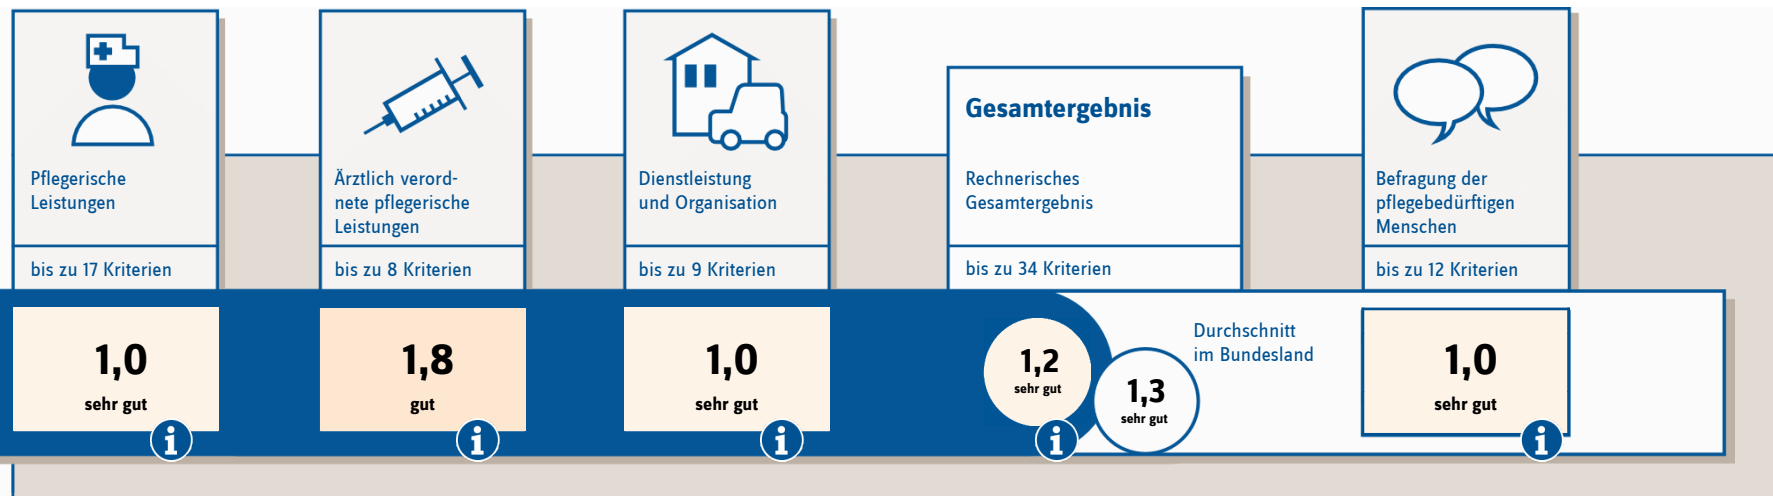 Pflegerische
Leistungen
bis zu 17 Kriterien
1,0
sehr gut
i
Ärztlich verord-
nete pflegerische
Leistungen
bis zu 8 Kriterien
1,8
gut
i
Dienstleistung
und Organisation
bis zu 9 Kriterien
1,0
sehr gut
i
Gesamtergebnis
Rechnerisches
Gesamtergebnis
bis zu 34 Kriterien
1,2
sehr gut
i
1,3
sehr gut
Durchschnitt
im Bundesland
Befragung der
pflegebedürftigen
Menschen
bis zu 12 Kriterien
1,0
sehr gut
i